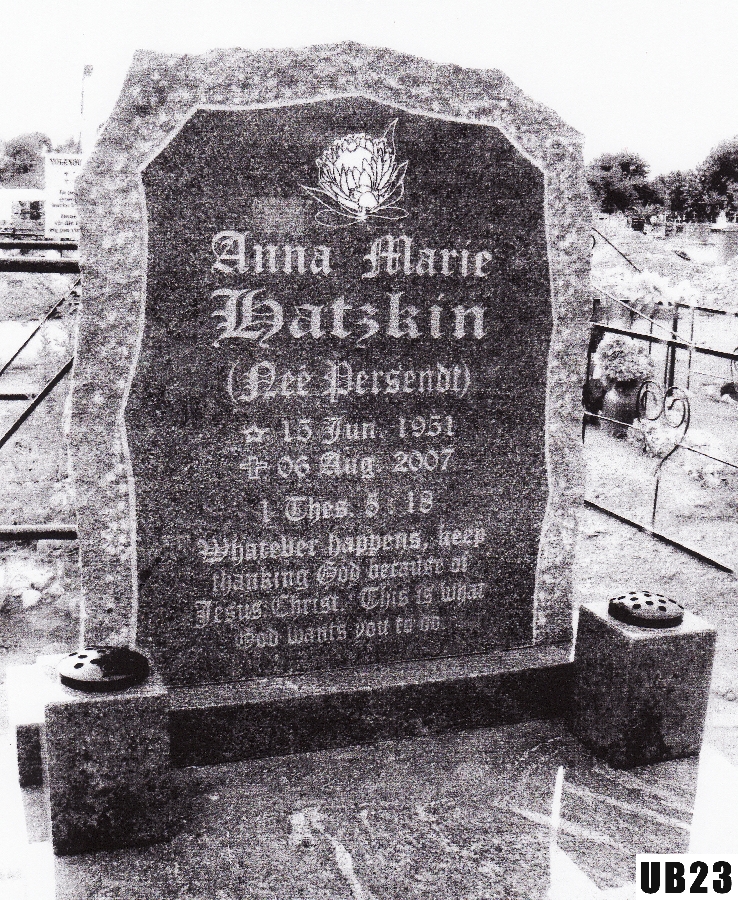 Anna Marie
Hatzkin
(Neé Persendt)
15 Jun. 1951
06 Aug. 2007
1 Thes. 5 : 18
Whatever happens, keep
thanking God because of
Jesus Christ. This is what
God wants you to do.
UB23